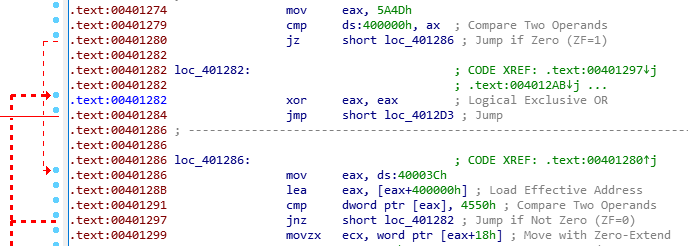 .text:00401274 mov eax, 5A4Dh
.text:00401279 cmp ds:400000h, ax ; Compare Two Operands
.text:00401280 jz short loc_401286 ; Jump if Zero (ZF=1)
.text:00401282
.text:00401282 loc_401282: ; CODE XREF: .text:00401297↓j
.text:00401282 ; .text:004012AB↓j ...
.text:00401282 xor eax, eax ; Logical Exclusive OR
.text:00401284 jmp short loc_4012D3 ; Jump
.text:00401286 ; ---------------------------------------------------------------------------
.text:00401286
.text:00401286 loc_401286: ; CODE XREF: .text:00401280↑j
.text:00401286 mov eax, ds:40003Ch
.text:0040128B lea eax, [eax+400000h] ; Load Effective Address
.text:00401291 cmp dword ptr [eax], 4550h ; Compare Two Operands
.text:00401297 jnz short loc_401282 ; Jump if Not Zero (ZF=0)
.text:00401299 movzx ecx, word ptr [eax+18h] ; Move with Zero-Extend